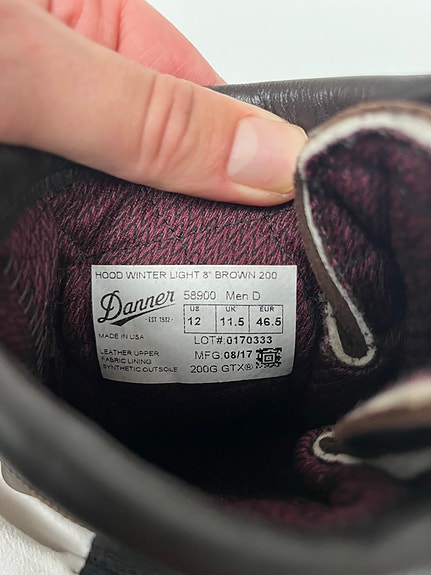 HOOD WINTER LIGHT 8" BROWN 200
Danner
-EST. 1932-
58900 Men D
US UK EUR
12 11.5 46.5
MADE IN USA
LOT# 0170333
LEATHER UPPER
MFG 08/17
FABRIC LINING
SYNTHETIC OUTSOLE
200G GTX®